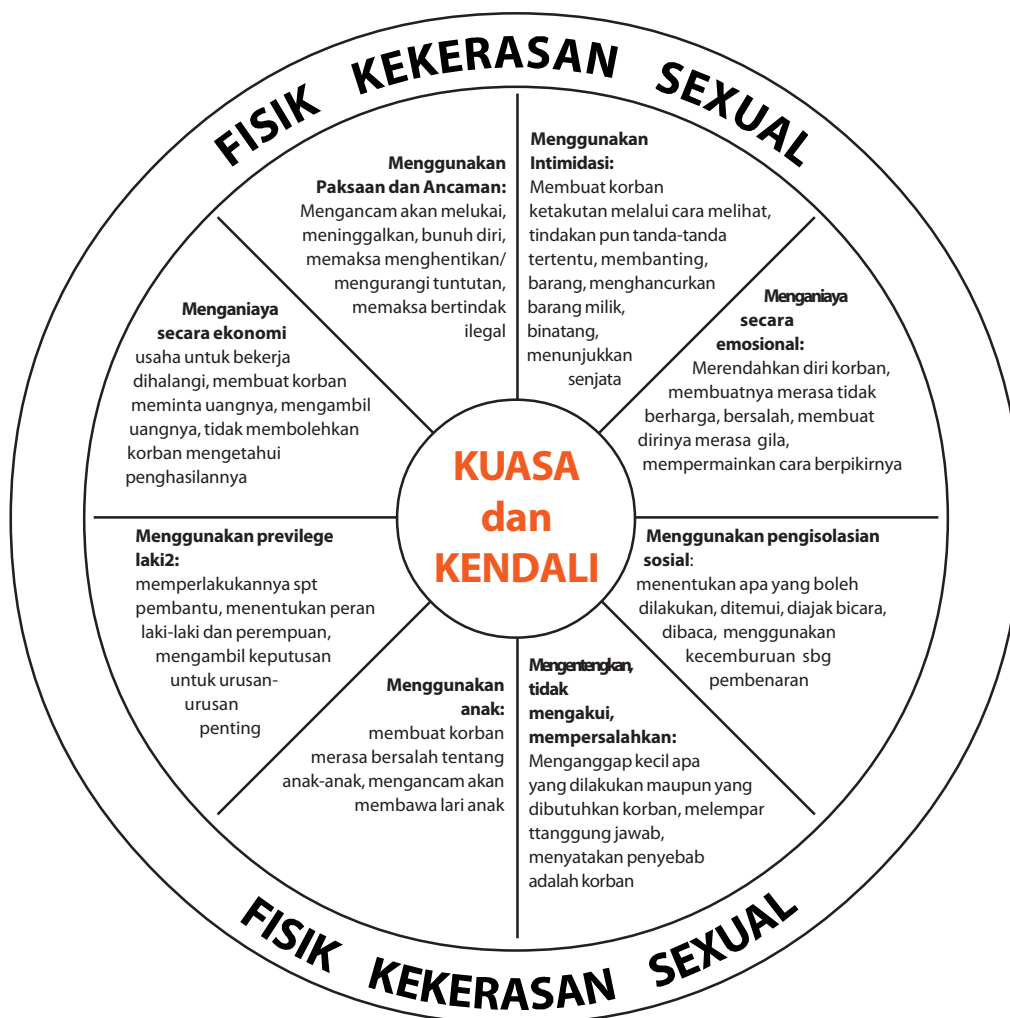 FISIK KEKERASAN SEXUAL
Menggunakan
Paksaan dan Ancaman:
Mengancam akan melukai,
meninggalkan, bunuh diri,
memaksa menghentikan/
mengurangi tuntutan,
memaksa bertindak
ilegal
Menggunakan
Intimidasi:
Membuat korban
ketakutan melalui cara melihat,
tindakan pun tanda-tanda
tertentu, membanting,
barang, menghancurkan
barang milik,
binatang,
menunjukkan
senjata
Menganiaya
secara
emosional:
Merendahkan diri korban,
membuatnya merasa tidak
berharga, bersalah, membuat
dirinya merasa gila,
mempermainkan cara berpikirnya
Menggunakan pengisolasian
sosial:
menentukan apa yang boleh
dilakukan, ditemui, diajak bicara,
dibaca, menggunakan
kecemburuan sbg
pembenaran
Mengentengkan,
tidak
mengakui,
mempersalahkan:
Menganggap kecil apa
yang dilakukan maupun yang
dibutuhkan korban, melempar
ttanggung jawab,
menyatakan penyebab
adalah korban
Menggunakan
anak:
membuat korban
merasa bersalah tentang
anak-anak, mengancam akan
membawa lari anak
Menggunakan previlege
laki2:
memperlakukannya spt
pembantu, menentukan peran
laki-laki dan perempuan,
mengambil keputusan
untuk urusan-
urusan
penting
Menganiaya
secara ekonomi
usaha untuk bekerja
dihalangi, membuat korban
meminta uangnya, mengambil
uangnya, tidak membolehkan
korban mengetahui
penghasilannya
KUASA
dan
KENDALI
FISIK KEKERASAN SEXUAL